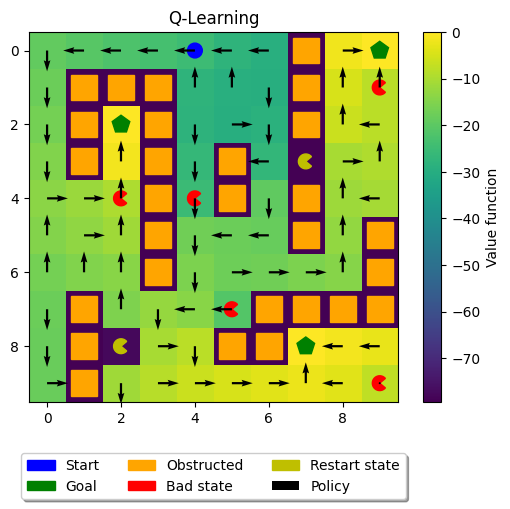 Q-Learning
0
2
4
6
8
0 2 4 6 8
0
−10
−20
−30
−40
−50
−60
−70
Value function
Start Obstructed Restart state
Goal Bad state Policy